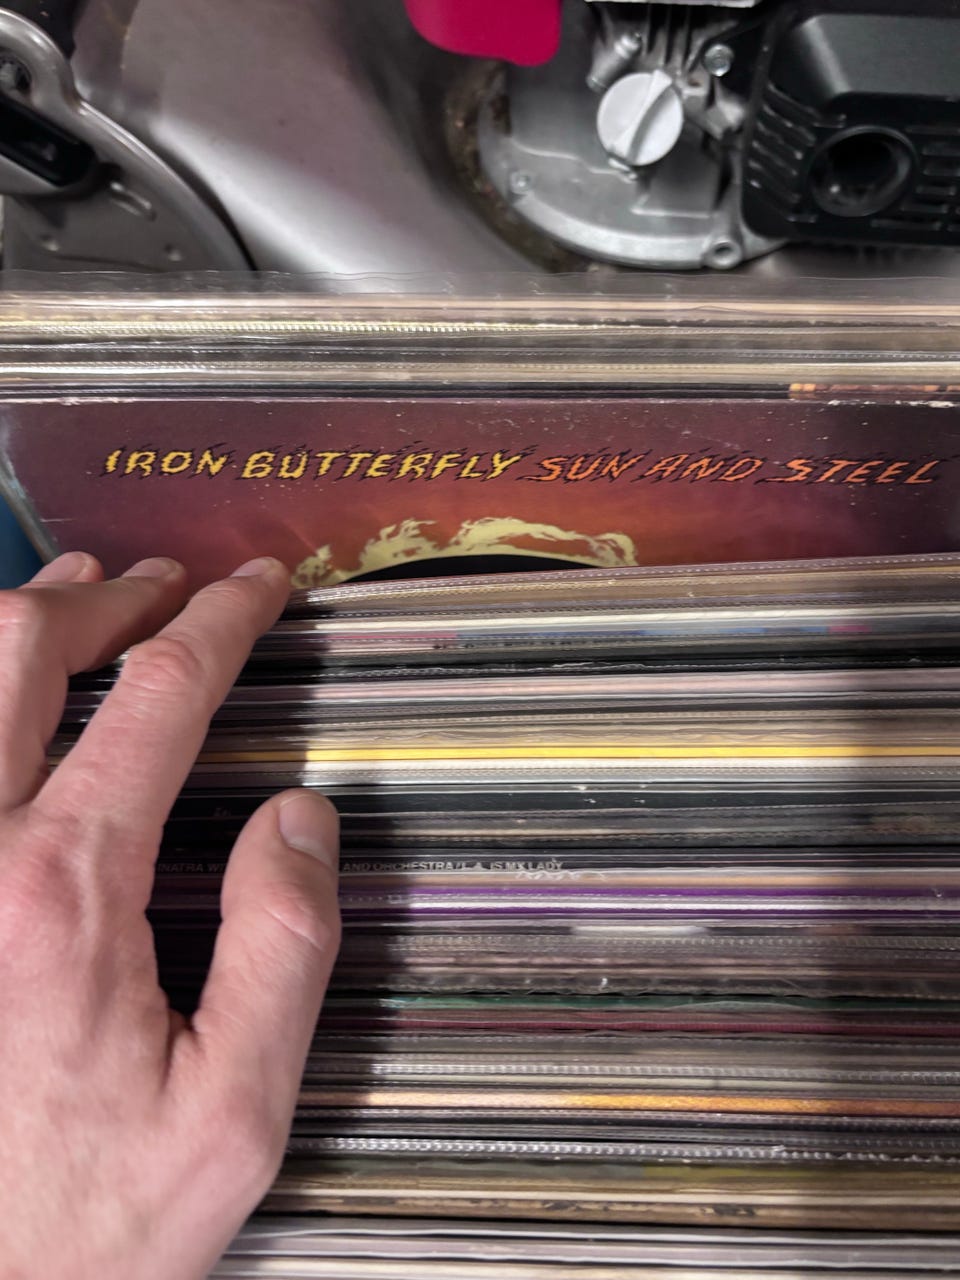 IRON BUTTERFLY SUN AND STEEL
AND ORCHESTRA/L.A. IS MY LADY